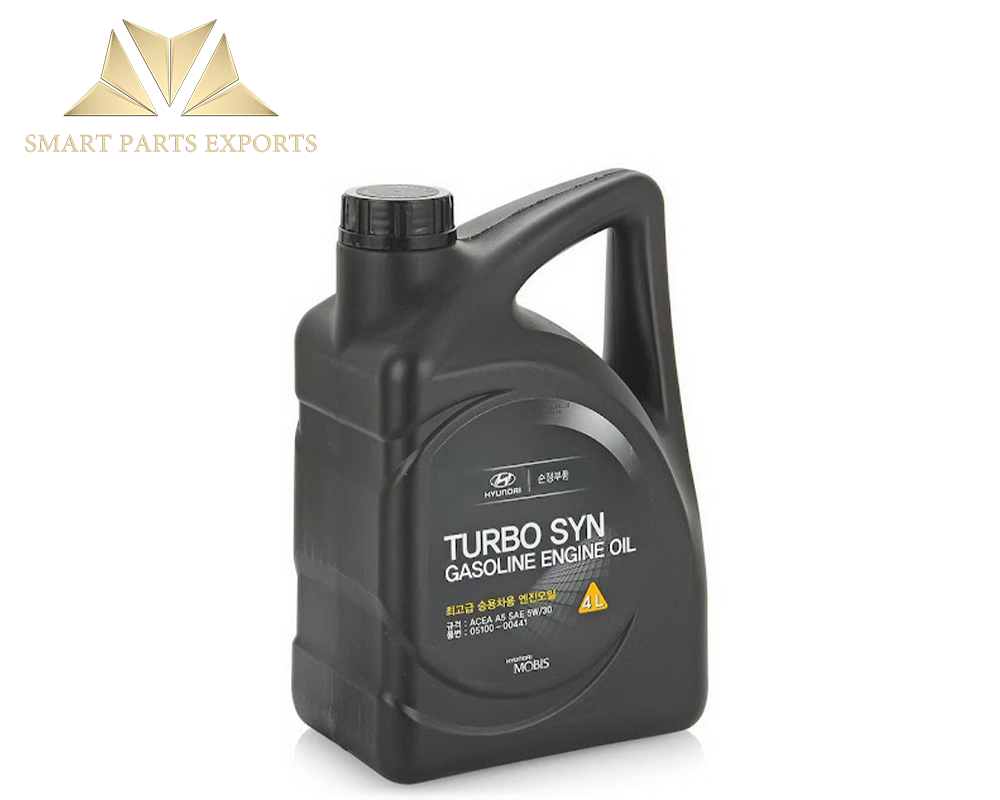 SMART PARTS EXPORTS
HYUNDAI
순정부품
TURBO SYN
GASOLINE ENGINE OIL
최고급 승용차용 엔진오일
4 L
규격 : ACEA A5 SAE 5W/30
품번 : 05100-00441
HYUNDAI
MOBIS